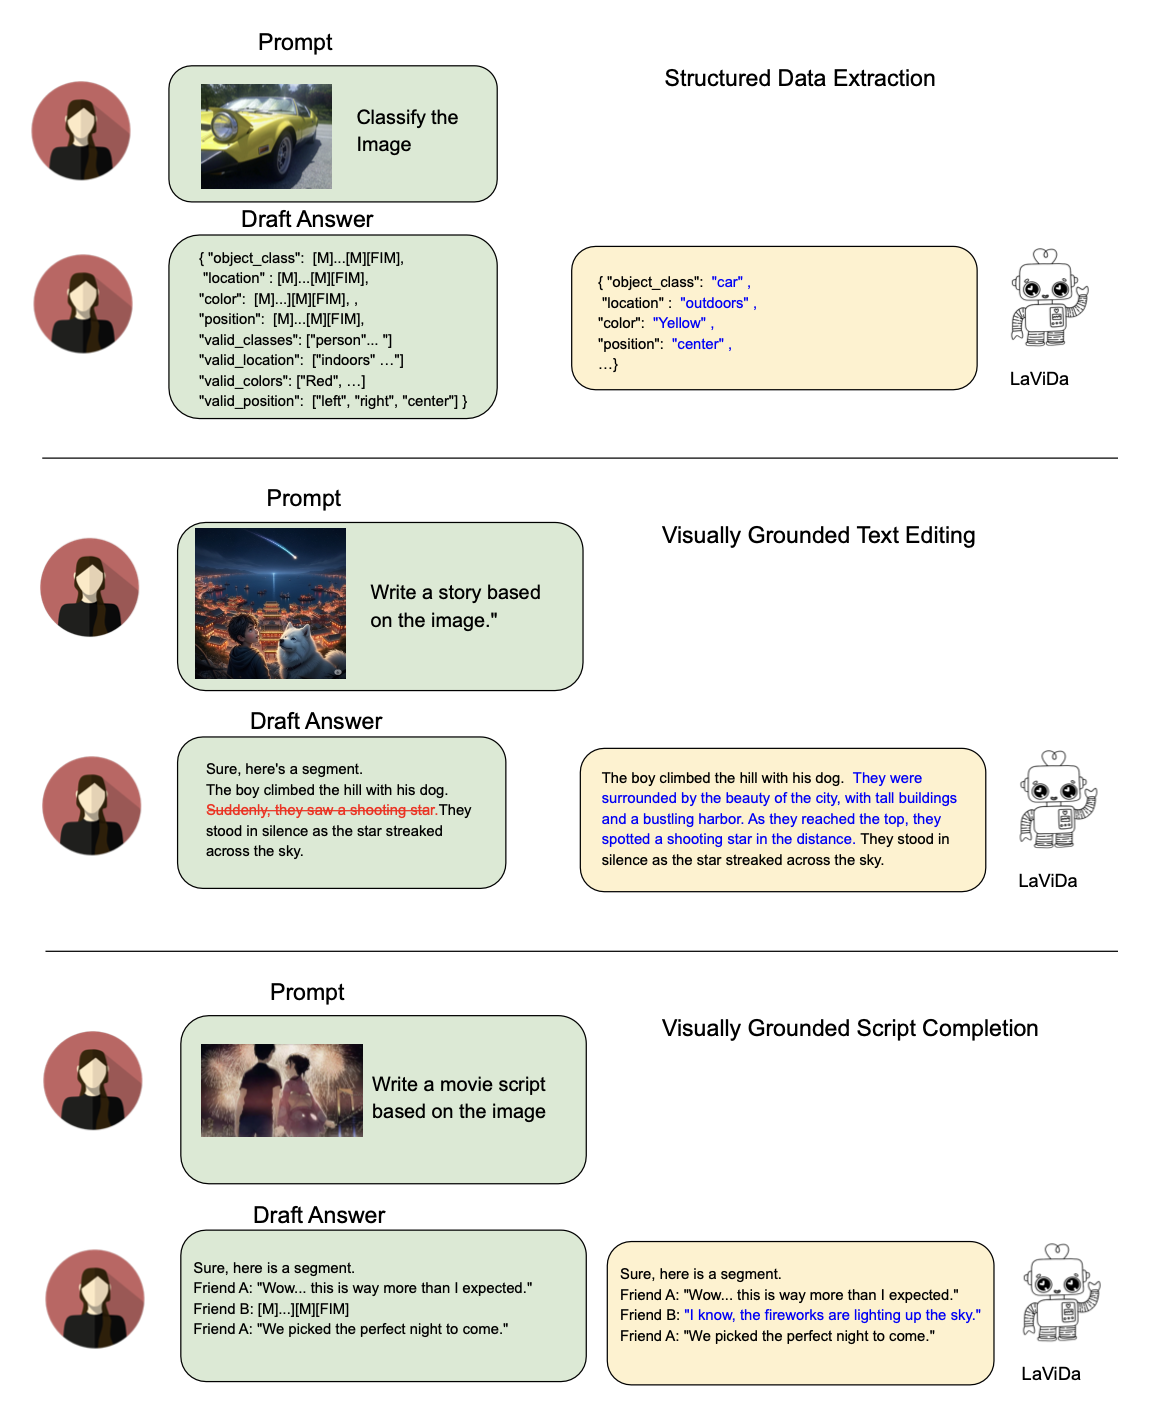 Prompt
Structured Data Extraction
Classify the
Image
Draft Answer
{ "object_class":  [M]...[M][FIM],
"location" : [M]...[M][FIM],
"color":  [M]...][M][FIM], ,
"position":  [M]...[M][FIM],
"valid_classes": ["person"... "]
"valid_location":  ["indoors" …"]
"valid_colors": ["Red", …]
"valid_position":  ["left", "right", "center"] }
{ "object_class":  "car" ,
"location" :  "outdoors" ,
"color":  "Yellow" ,
"position":  "center" ,
…}
LaViDa
Prompt
Visually Grounded Text Editing
Write a story based
on the image."
Draft Answer
Sure, here's a segment.
The boy climbed the hill with his dog.
Suddenly, they saw a shooting star.They
stood in silence as the star streaked
across the sky.
The boy climbed the hill with his dog.  They were
surrounded by the beauty of the city, with tall buildings
and a bustling harbor. As they reached the top, they
spotted a shooting star in the distance. They stood in
silence as the star streaked across the sky.
LaViDa
Prompt
Visually Grounded Script Completion
Write a movie script
based on the image
Draft Answer
Sure, here is a segment.
Friend A: "Wow... this is way more than I expected."
Friend B: [M]...][M][FIM]
Friend A: "We picked the perfect night to come."
Sure, here is a segment.
Friend A: "Wow... this is way more than I expected."
Friend B: "I know, the fireworks are lighting up the sky."
Friend A: "We picked the perfect night to come."
LaViDa